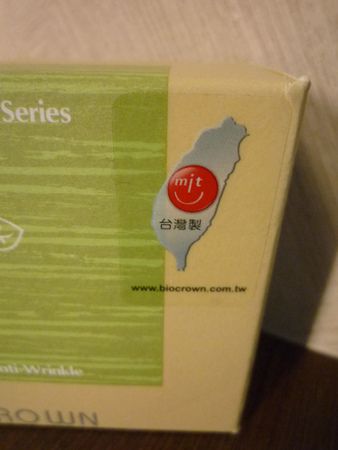 Series
mit
台灣製
www.biocrown.com.tw
nti-Wrinkle
ROWN